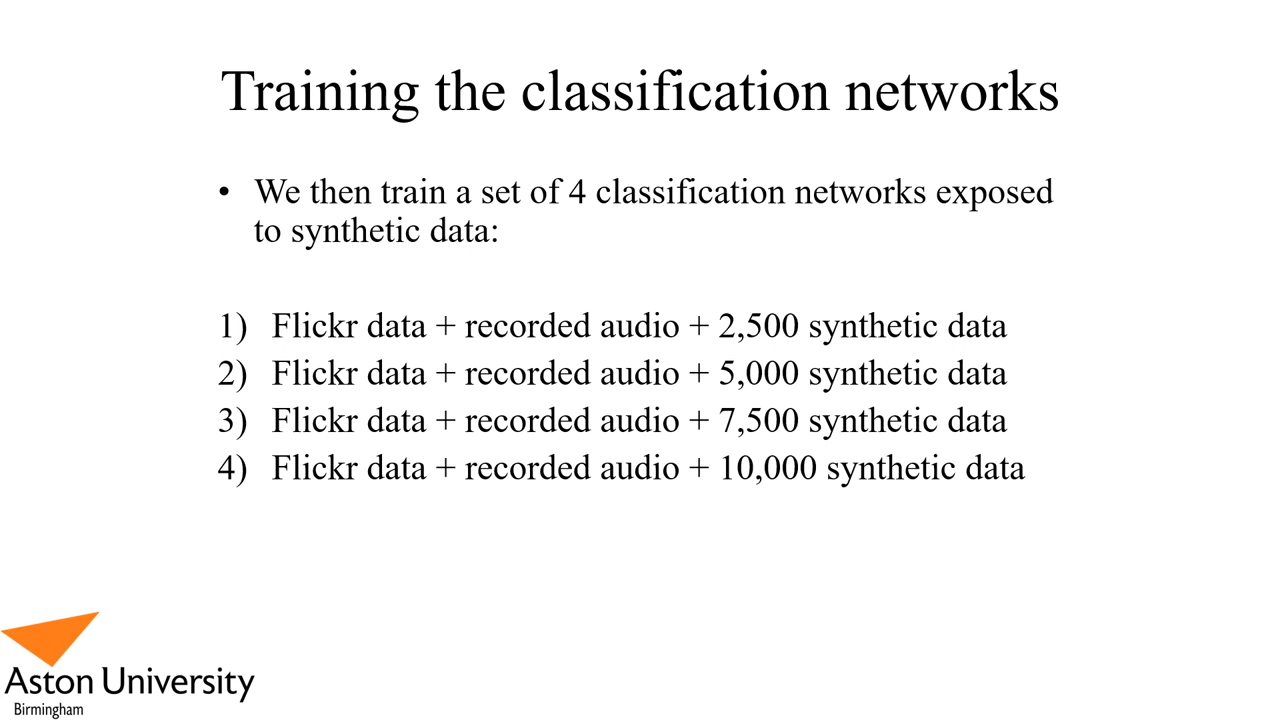 Training the classification networks
• We then train a set of 4 classification networks exposed
to synthetic data:
1) Flickr data + recorded audio + 2,500 synthetic data
2) Flickr data + recorded audio + 5,000 synthetic data
3) Flickr data + recorded audio + 7,500 synthetic data
4) Flickr data + recorded audio + 10,000 synthetic data
Aston University
Birmingham